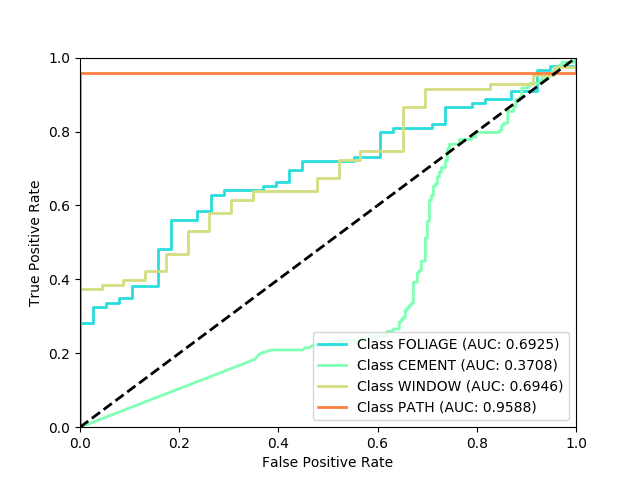 1.0
0.8
0.6
0.4
0.2
0.0
True Positive Rate
Class FOLIAGE (AUC: 0.6925)
Class CEMENT (AUC: 0.3708)
Class WINDOW (AUC: 0.6946)
Class PATH (AUC: 0.9588)
0.0 0.2 0.4 0.6 0.8 1.0
False Positive Rate